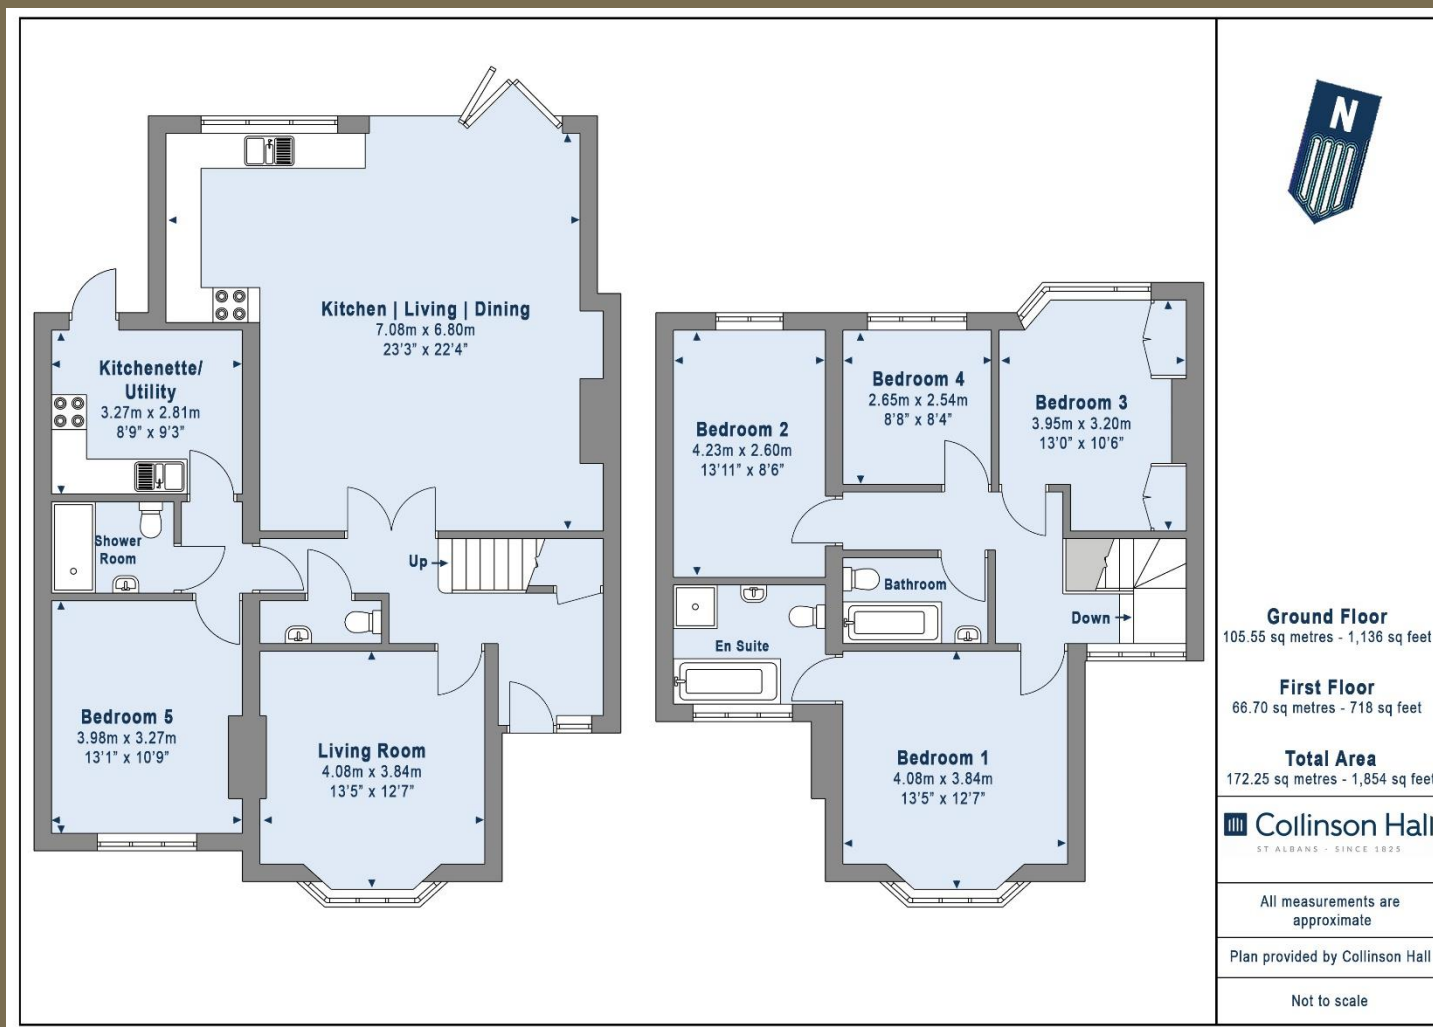 Kitchen | Living | Dining
7.08m x 6.80m
23'3" x 22'4"
Kitchenette/
Utility
3.27m x 2.81m
8'9" x 9'3"
Shower
Room
Up
Bedroom 5
3.98m x 3.27m
13'1" x 10'9"
Living Room
4.08m x 3.84m
13'5" x 12'7"
Bedroom 2
4.23m x 2.60m
13'11" x 8'6"
Bedroom 4
2.65m x 2.54m
8'8" x 8'4"
Bedroom 3
3.95m x 3.20m
13'0" x 10'6"
Bathroom
En Suite
Down
Bedroom 1
4.08m x 3.84m
13'5" x 12'7"
N
Ground Floor
105.55 sq metres - 1,136 sq feet
First Floor
66.70 sq metres - 718 sq feet
Total Area
172.25 sq metres - 1,854 sq feet
Collinson Hall
ST ALBANS - SINCE 1825
All measurements are
approximate
Plan provided by Collinson Hall
Not to scale